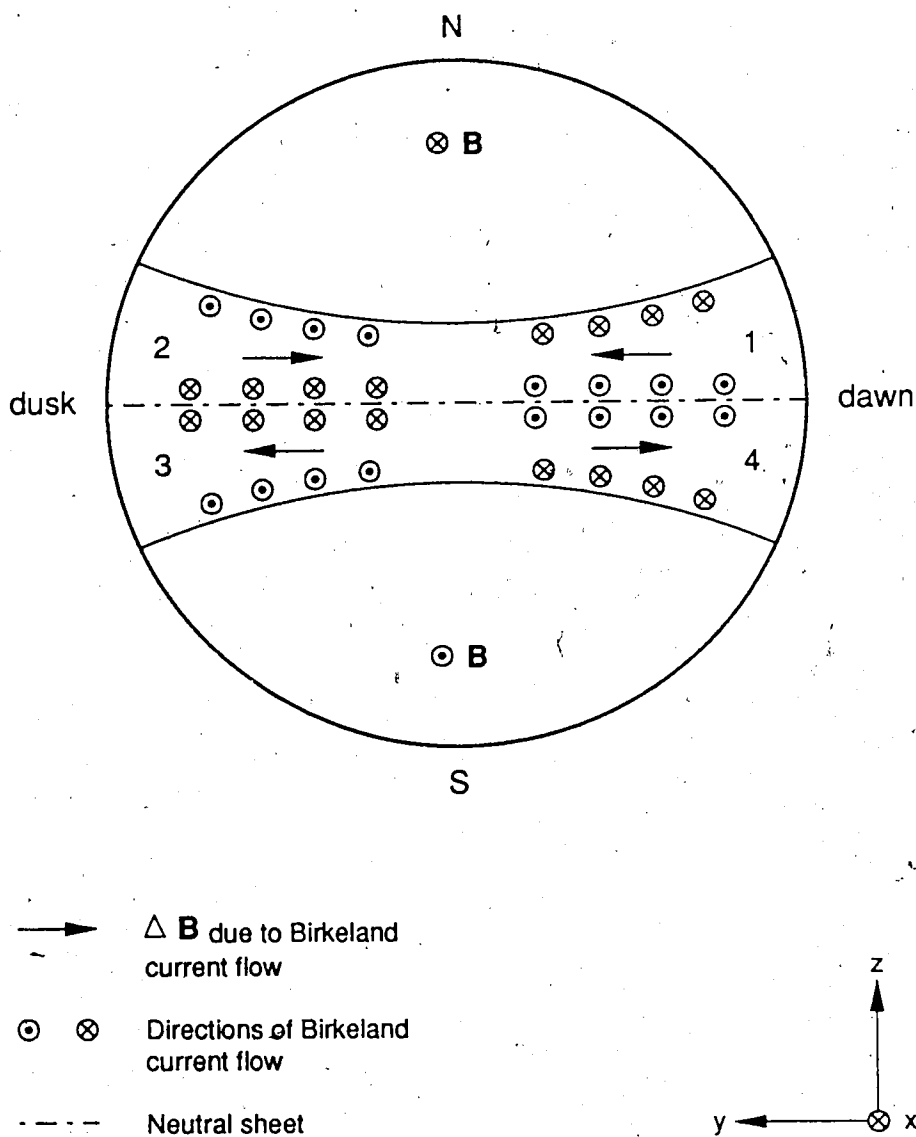 N
B
2
1
dusk
dawn
3
4
B
S
Δ B due to Birkeland
current flow
Directions of Birkeland
current flow
Neutral sheet
z
y
x